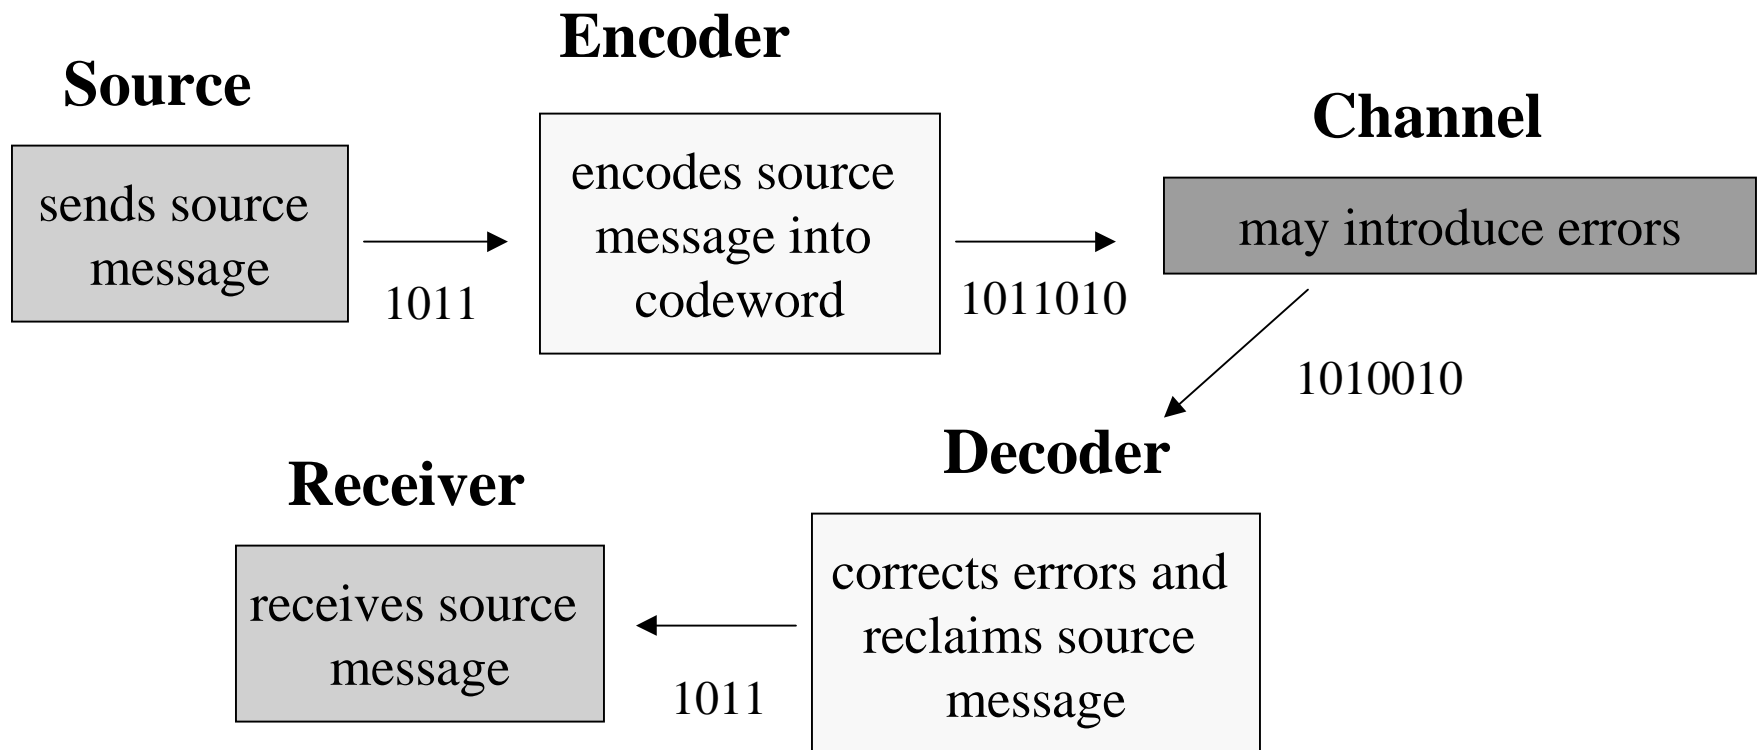 Source
sends source
message
1011
Encoder
encodes source
message into
codeword
1011010
Channel
may introduce errors
1010010
Decoder
corrects errors and
reclaims source
message
1011
Receiver
receives source
message